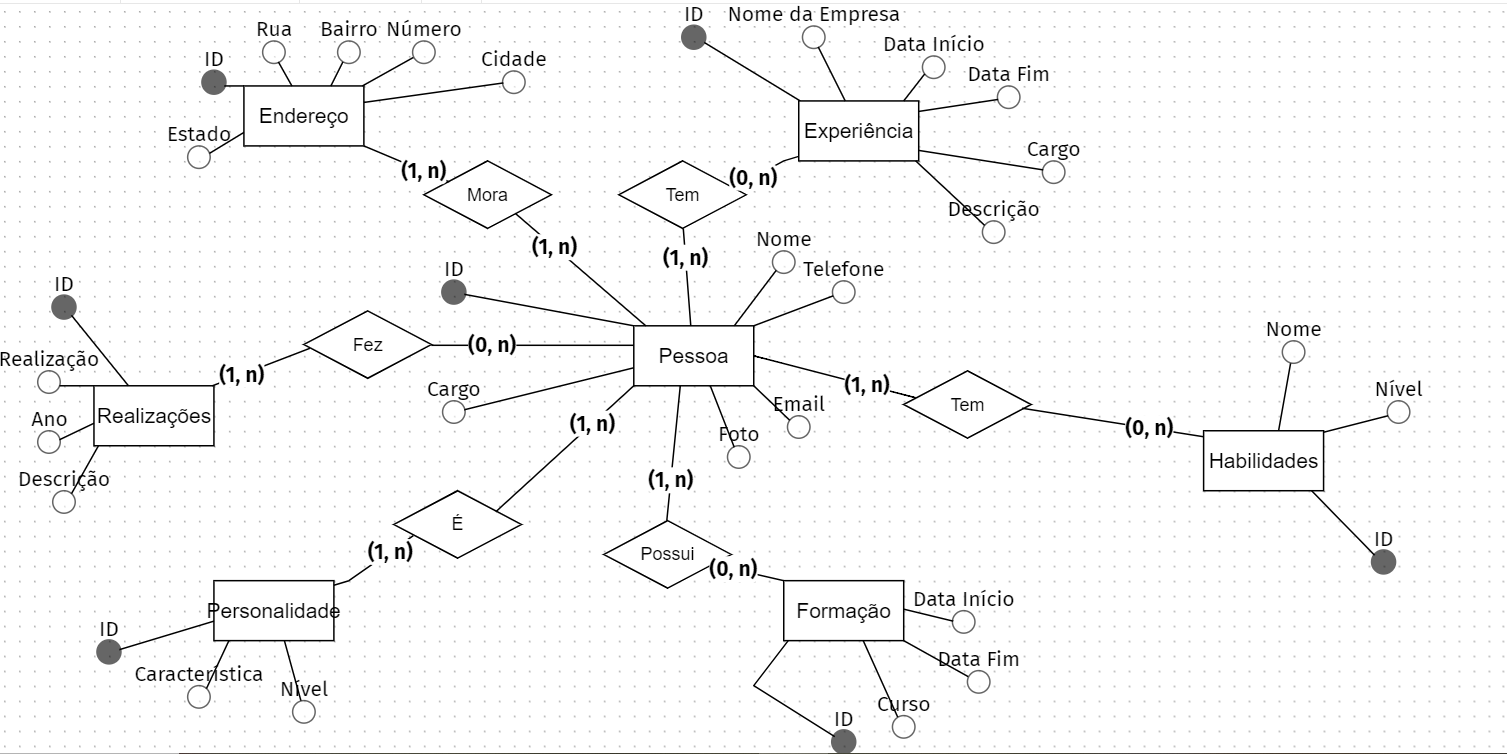 ID
Rua
Bairro
Número
Cidade
Estado
Endereço
(1, n)
Mora
(1, n)
ID
Nome da Empresa
Data Início
Data Fim
Cargo
Descrição
Experiência
(0, n)
Tem
(1, n)
ID
Nome
Telefone
Pessoa
Cargo
Foto
Email
ID
Realização
Ano
Descrição
Realizações
(1, n)
Fez
(0, n)
(1, n)
Tem
(0, n)
Nome
Nível
Habilidades
ID
(1, n)
É
(1, n)
Personalidade
ID
Característica
Nível
(1, n)
Possui
(0, n)
Formação
Data Início
Data Fim
Curso
ID